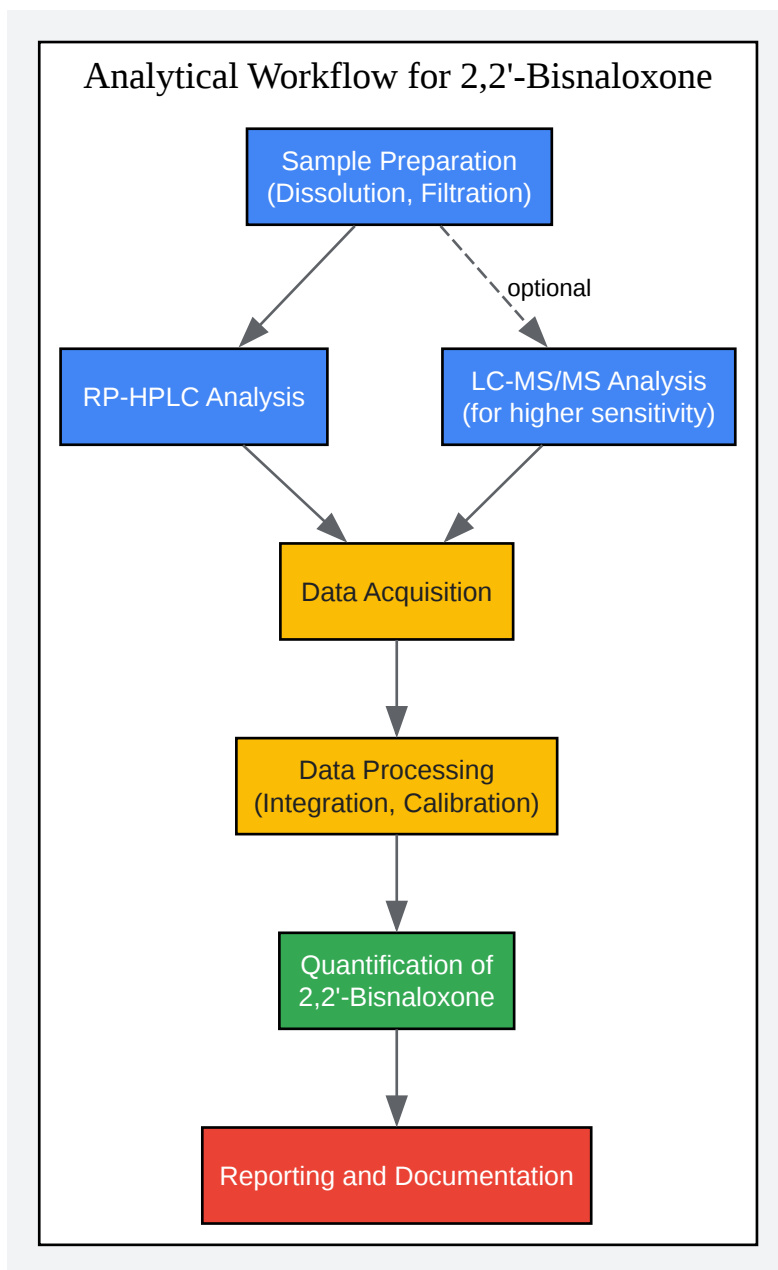 Analytical Workflow for 2,2'-Bisnaloxone
Sample Preparation
(Dissolution, Filtration)
optional
RP-HPLC Analysis
LC-MS/MS Analysis
(for higher sensitivity)
Data Acquisition
Data Processing
(Integration, Calibration)
Quantification of
2,2'-Bisnaloxone
Reporting and Documentation